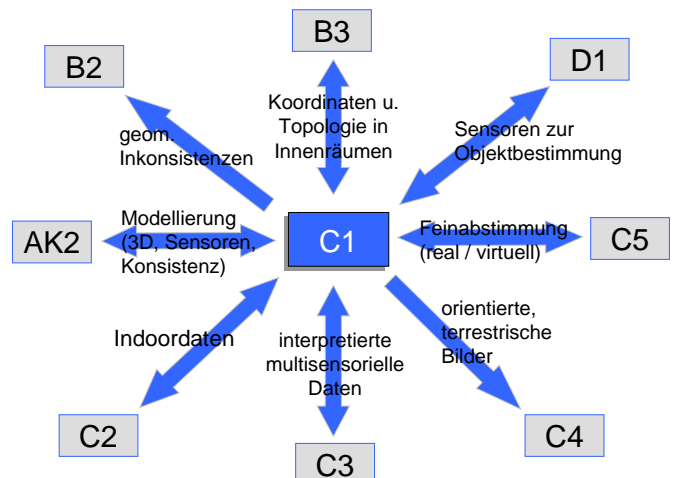 B3
B2
D1
Koordinaten u.
Topologie in
Innenräumen
geom.
Inkonsistenzen
Sensoren zur
Objektbestimmung
AK2
Modellierung
(3D, Sensoren,
Konsistenz)
C1
Feinabstimmung
(real / virtuell)
C5
Indoordaten
interpretierte
multisensorielle
Daten
orientierte,
terrestrische
Bilder
C2
C3
C4